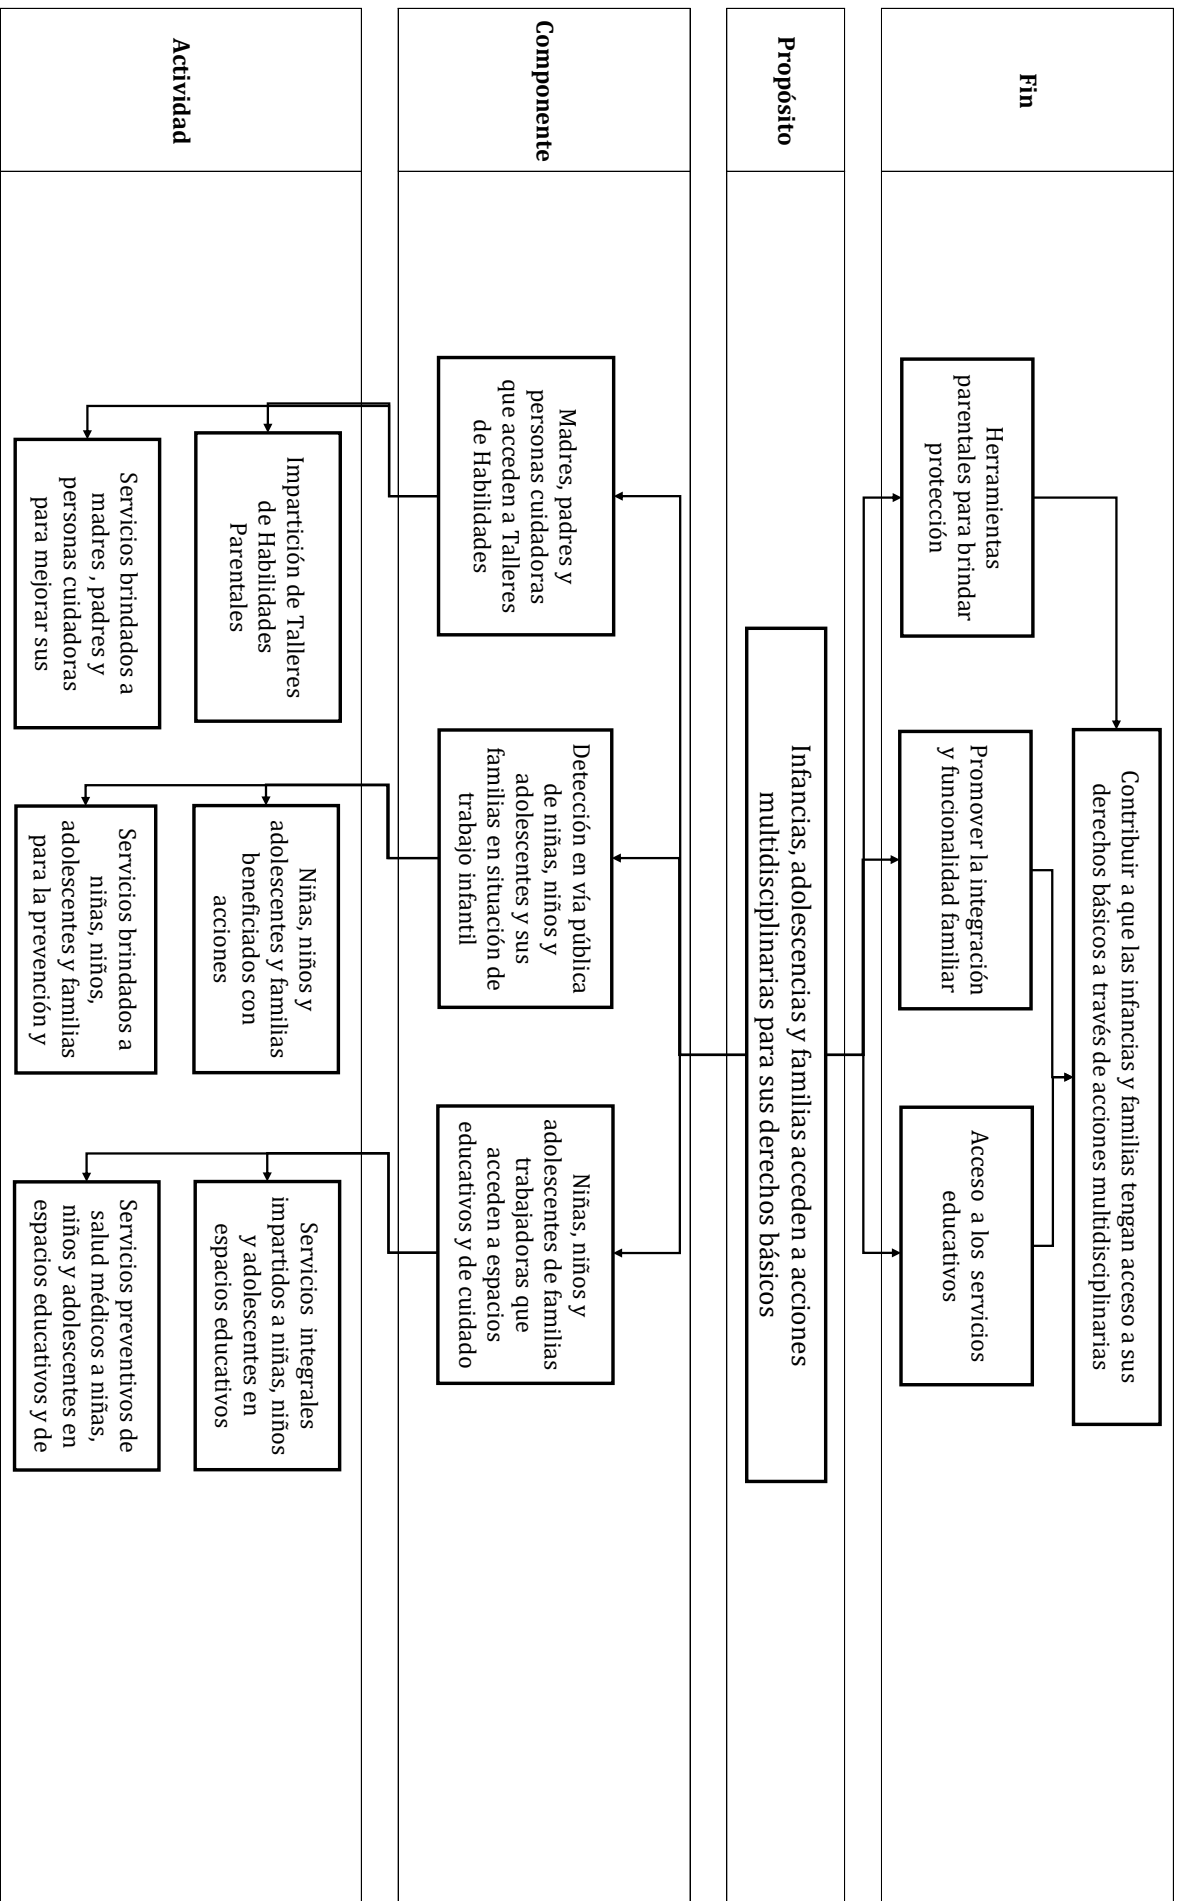 Fin
Contribuir a que las infancias y familias tengan acceso a sus
derechos básicos a través de acciones multidisciplinarias
Herramientas
parentales para brindar
protección
Promover la integración
y funcionalidad familiar
Acceso a los servicios
educativos
Propósito
Infancias, adolescencias y familias acceden a acciones
multidisciplinarias para sus derechos básicos
Componente
Madres, padres y
personas cuidadoras
que acceden a Talleres
de Habilidades
Detección en vía pública
de niñas, niños y
adolescentes y sus
familias en situación de
trabajo infantil
Niñas, niños y
adolescentes de familias
trabajadoras que
acceden a espacios
educativos y de cuidado
Actividad
Impartición de Talleres
de Habilidades
Parentales
Niñas, niños y
adolescentes y familias
beneficiados con
acciones
Servicios integrales
impartidos a niñas, niños
y adolescentes en
espacios educativos
Servicios brindados a
madres , padres y
personas cuidadoras
para mejorar sus
Servicios brindados a
niñas, niños,
adolescentes y familias
para la prevención y
Servicios preventivos de
salud médicos a niñas,
niños y adolescentes en
espacios educativos y de